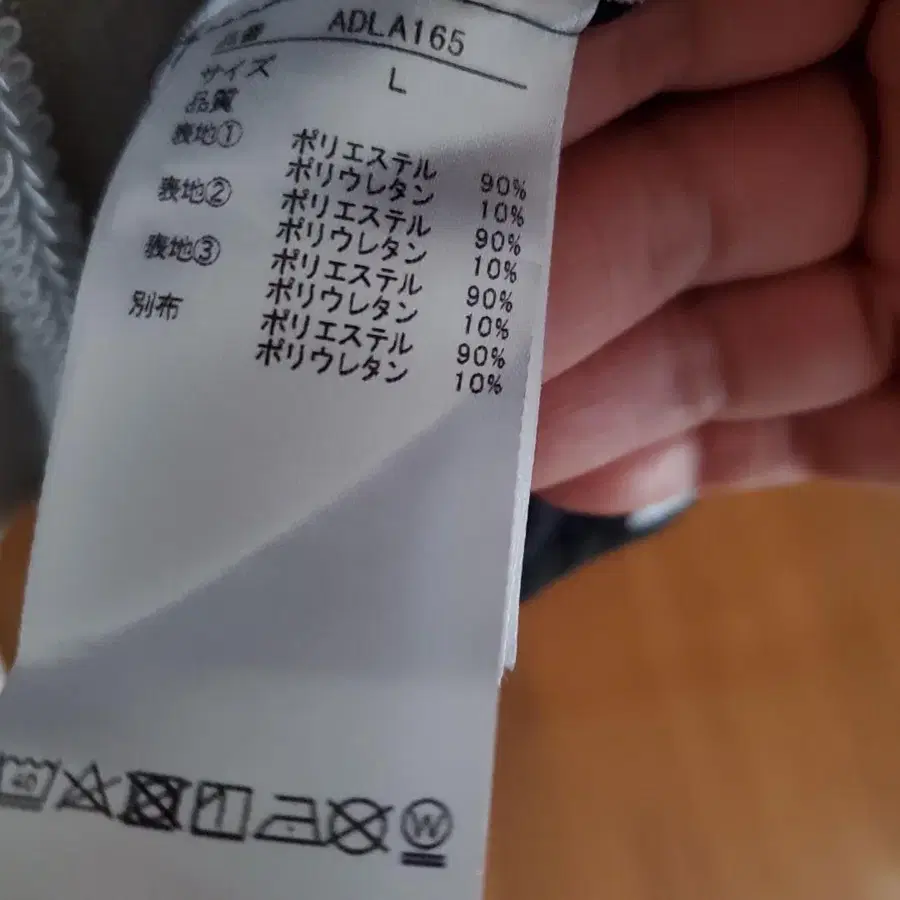 品番 ADLA165
サイズ L
品質
表地① ポリエステル 90%
ポリウレタン 10%
表地② ポリエステル 90%
ポリウレタン 10%
表地③ ポリエステル 90%
ポリウレタン 10%
別布 ポリエステル 90%
ポリウレタン 10%
40 W